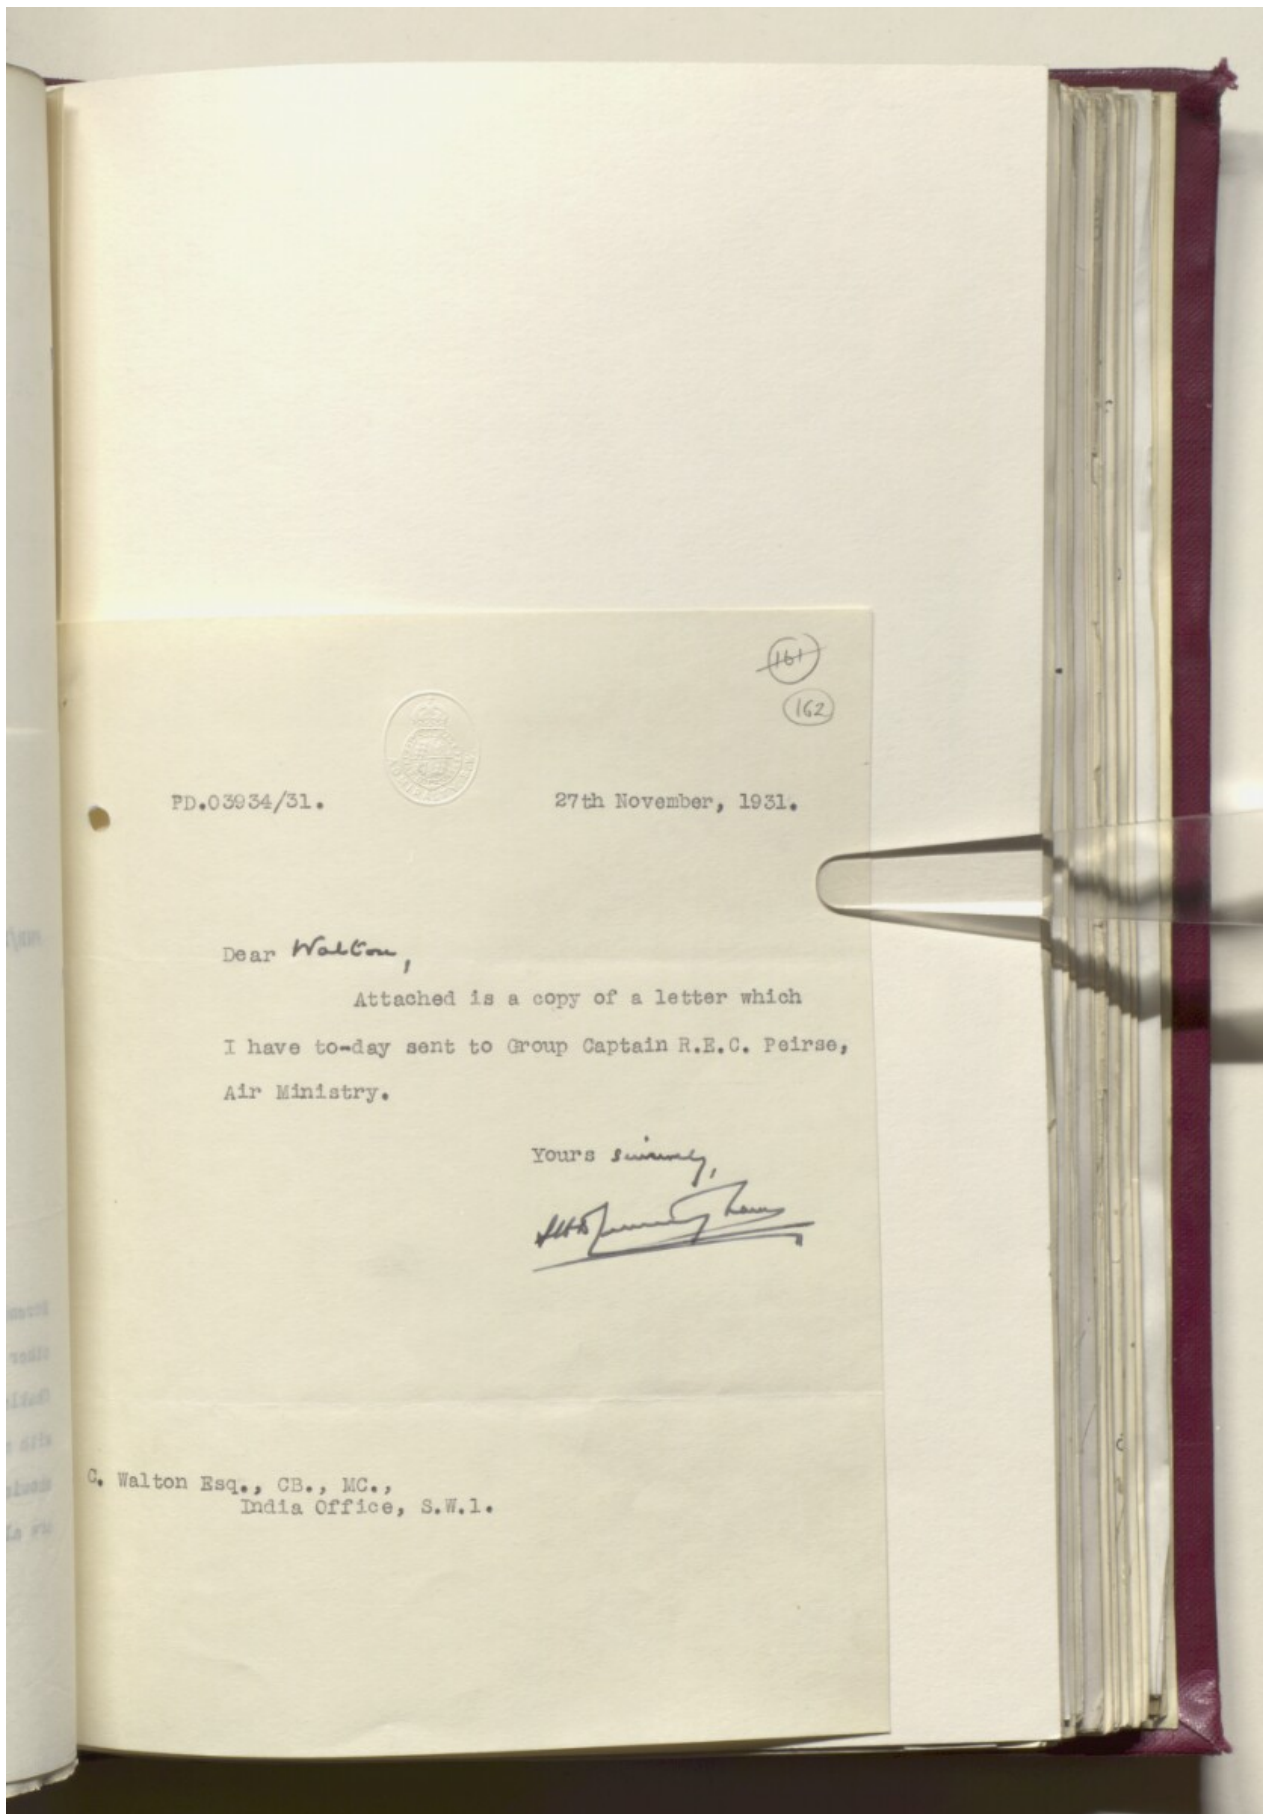 161
162
PD.03934/31.
27th November, 1931.
Dear Walton,
Attached is a copy of a letter which
I have to-day sent to Group Captain R.E.C. Peirse,
Air Ministry.
Yours sincerely,
C. Walton Esq., CB., MC.,
India Office, S.W.1.